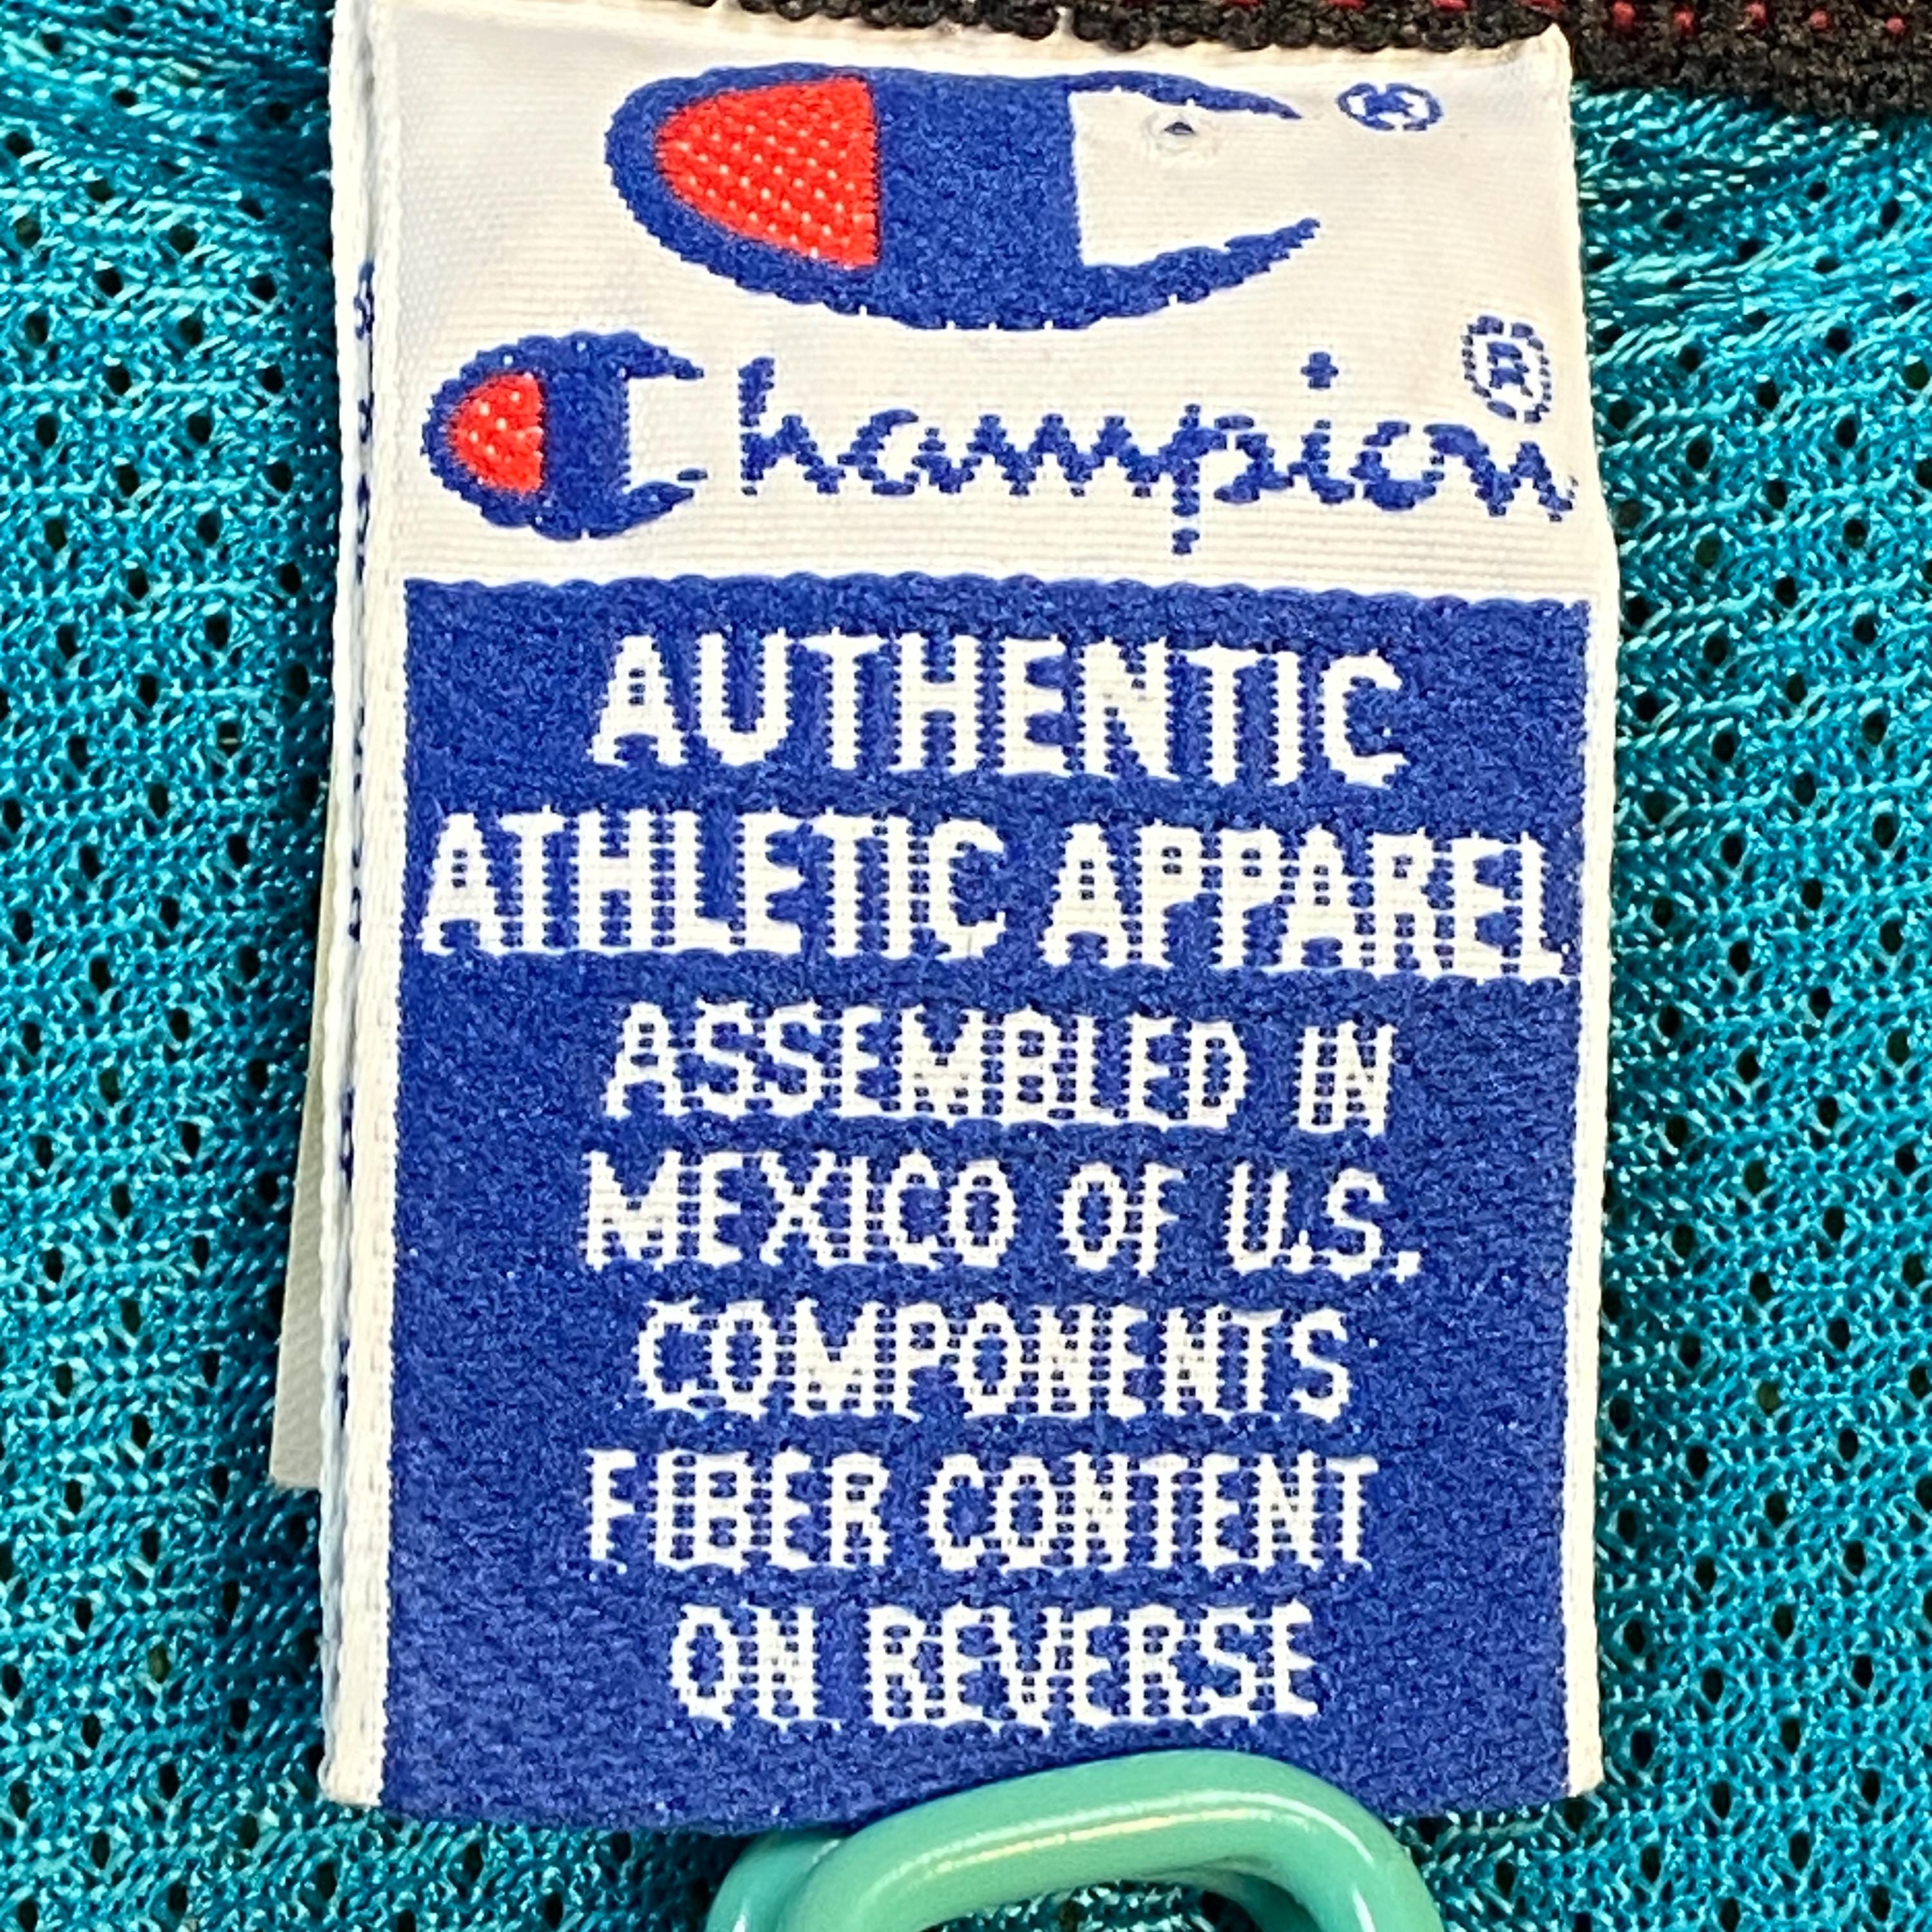 Champion®
AUTHENTIC
ATHLETIC APPAREL
ASSEMBLED IN
MEXICO OF U.S.
COMPONENTS
FIBER CONTENT
ON REVERSE